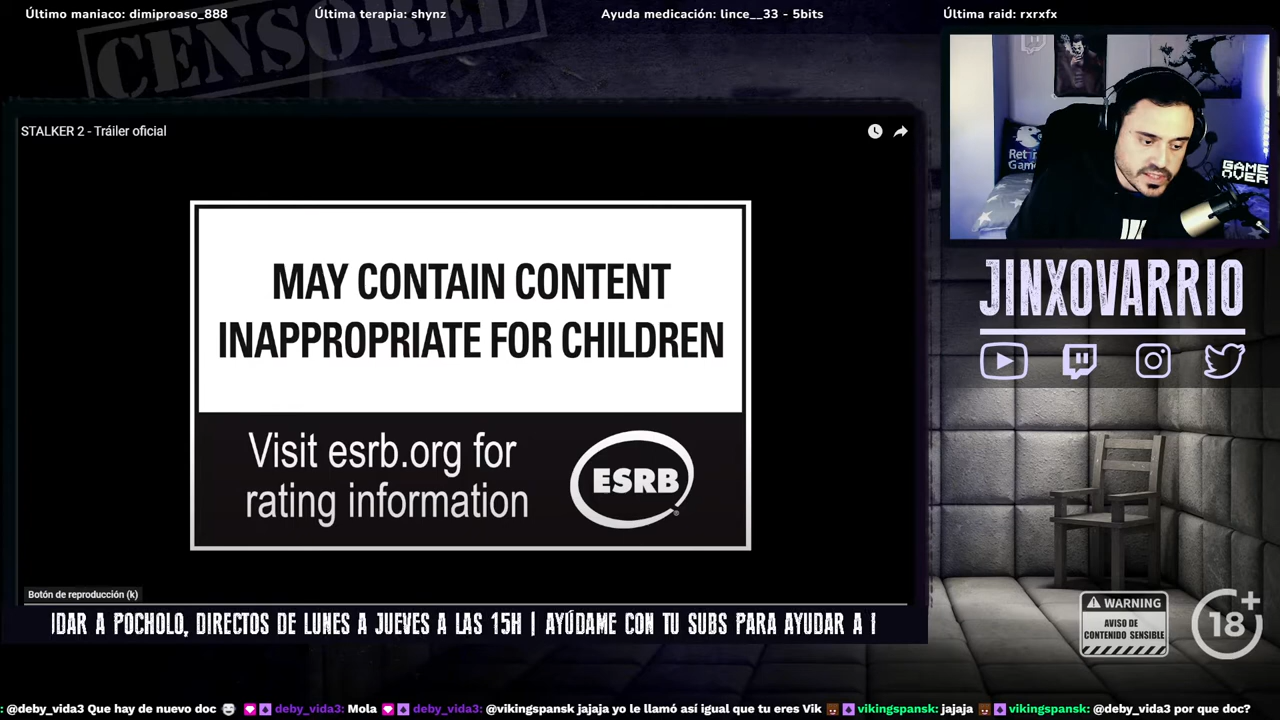 Último maniaco: dimiproaso_888
Última terapia: shynz
Ayuda medicación: lince__33 - 5bits
Última raid: rxrxfx
CENSORED
STALKER 2 - Tráiler oficial
MAY CONTAIN CONTENT
INAPPROPRIATE FOR CHILDREN
Visit esrb.org for
rating information
ESRB
GAME
OVER
JINXOVARRIO
WARNING
AVISO DE
CONTENIDO SENSIBLE
18+
Botón de reproducción (k)
DAR A POCHOLO, DIRECTOS DE LUNES A JUEVES A LAS 15H | AYÚDAME CON TU SUBS PARA AYUDAR A
: @deby_vida3 Que hay de nuevo doc deby_vida3: Mola deby_vida3: @vikingspansk jajaja yo le llamó así igual que tu eres Vik vikingspansk: jajaja vikingspansk: @deby_vida3 por que doc?